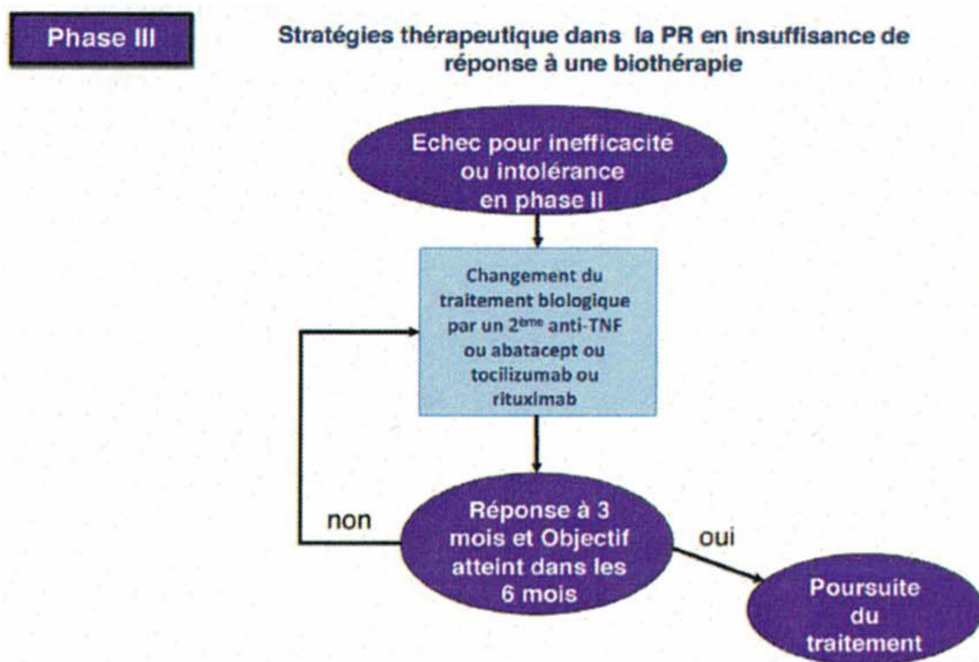 Phase III
Stratégies thérapeutique dans la PR en insuffisance de
réponse à une biothérapie
Echec pour inefficacité
ou intolérance
en phase II
Changement du
traitement biologique
par un 2ème anti-TNF
ou abatacept ou
tocilizumab ou
rituximab
Réponse à 3
mois et Objectif
atteint dans les
6 mois
non
oui
Poursuite
du
traitement